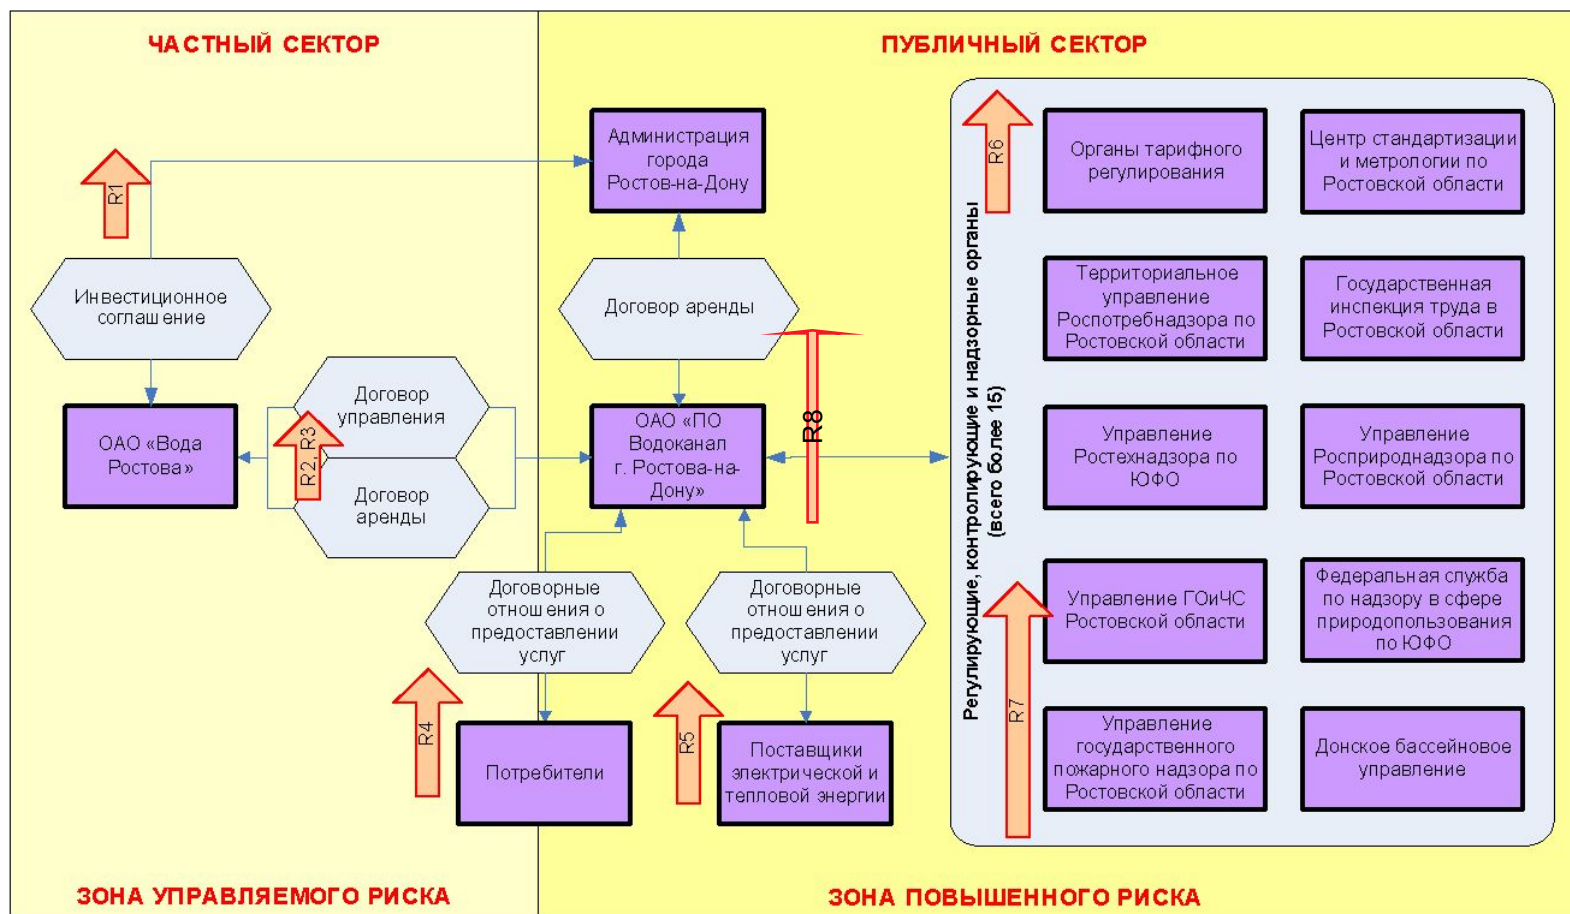 ЧАСТНЫЙ СЕКТОР
ПУБЛИЧНЫЙ СЕКТОР
R1
Инвестиционное
соглашение
ОАО «Вода
Ростова»
Договор
управления
R2, R3
Договор
аренды
Администрация
города
Ростов-на-Дону
Договор аренды
ОАО «ПО
Водоканал
г. Ростова-на-
Дону»
R8
Договорные
отношения о
предоставлении
услуг
Договорные
отношения о
предоставлении
услуг
R4
Потребители
R5
Поставщики
электрической и
тепловой энергии
Регулирующие, контролирующие и надзорные органы
(всего более 15)
R6
R7
Органы тарифного
регулирования
Центр стандартизации
и метрологии по
Ростовской области
Территориальное
управление
Роспотребнадзора по
Ростовской области
Государственная
инспекция труда в
Ростовской области
Управление
Ростехнадзора по
ЮФО
Управление
Росприроднадзора по
Ростовской области
Управление ГОиЧС
Ростовской области
Федеральная служба
по надзору в сфере
природопользования
по ЮФО
Управление
государственного
пожарного надзора по
Ростовской области
Донское бассейновое
управление
ЗОНА УПРАВЛЯЕМОГО РИСКА
ЗОНА ПОВЫШЕННОГО РИСКА